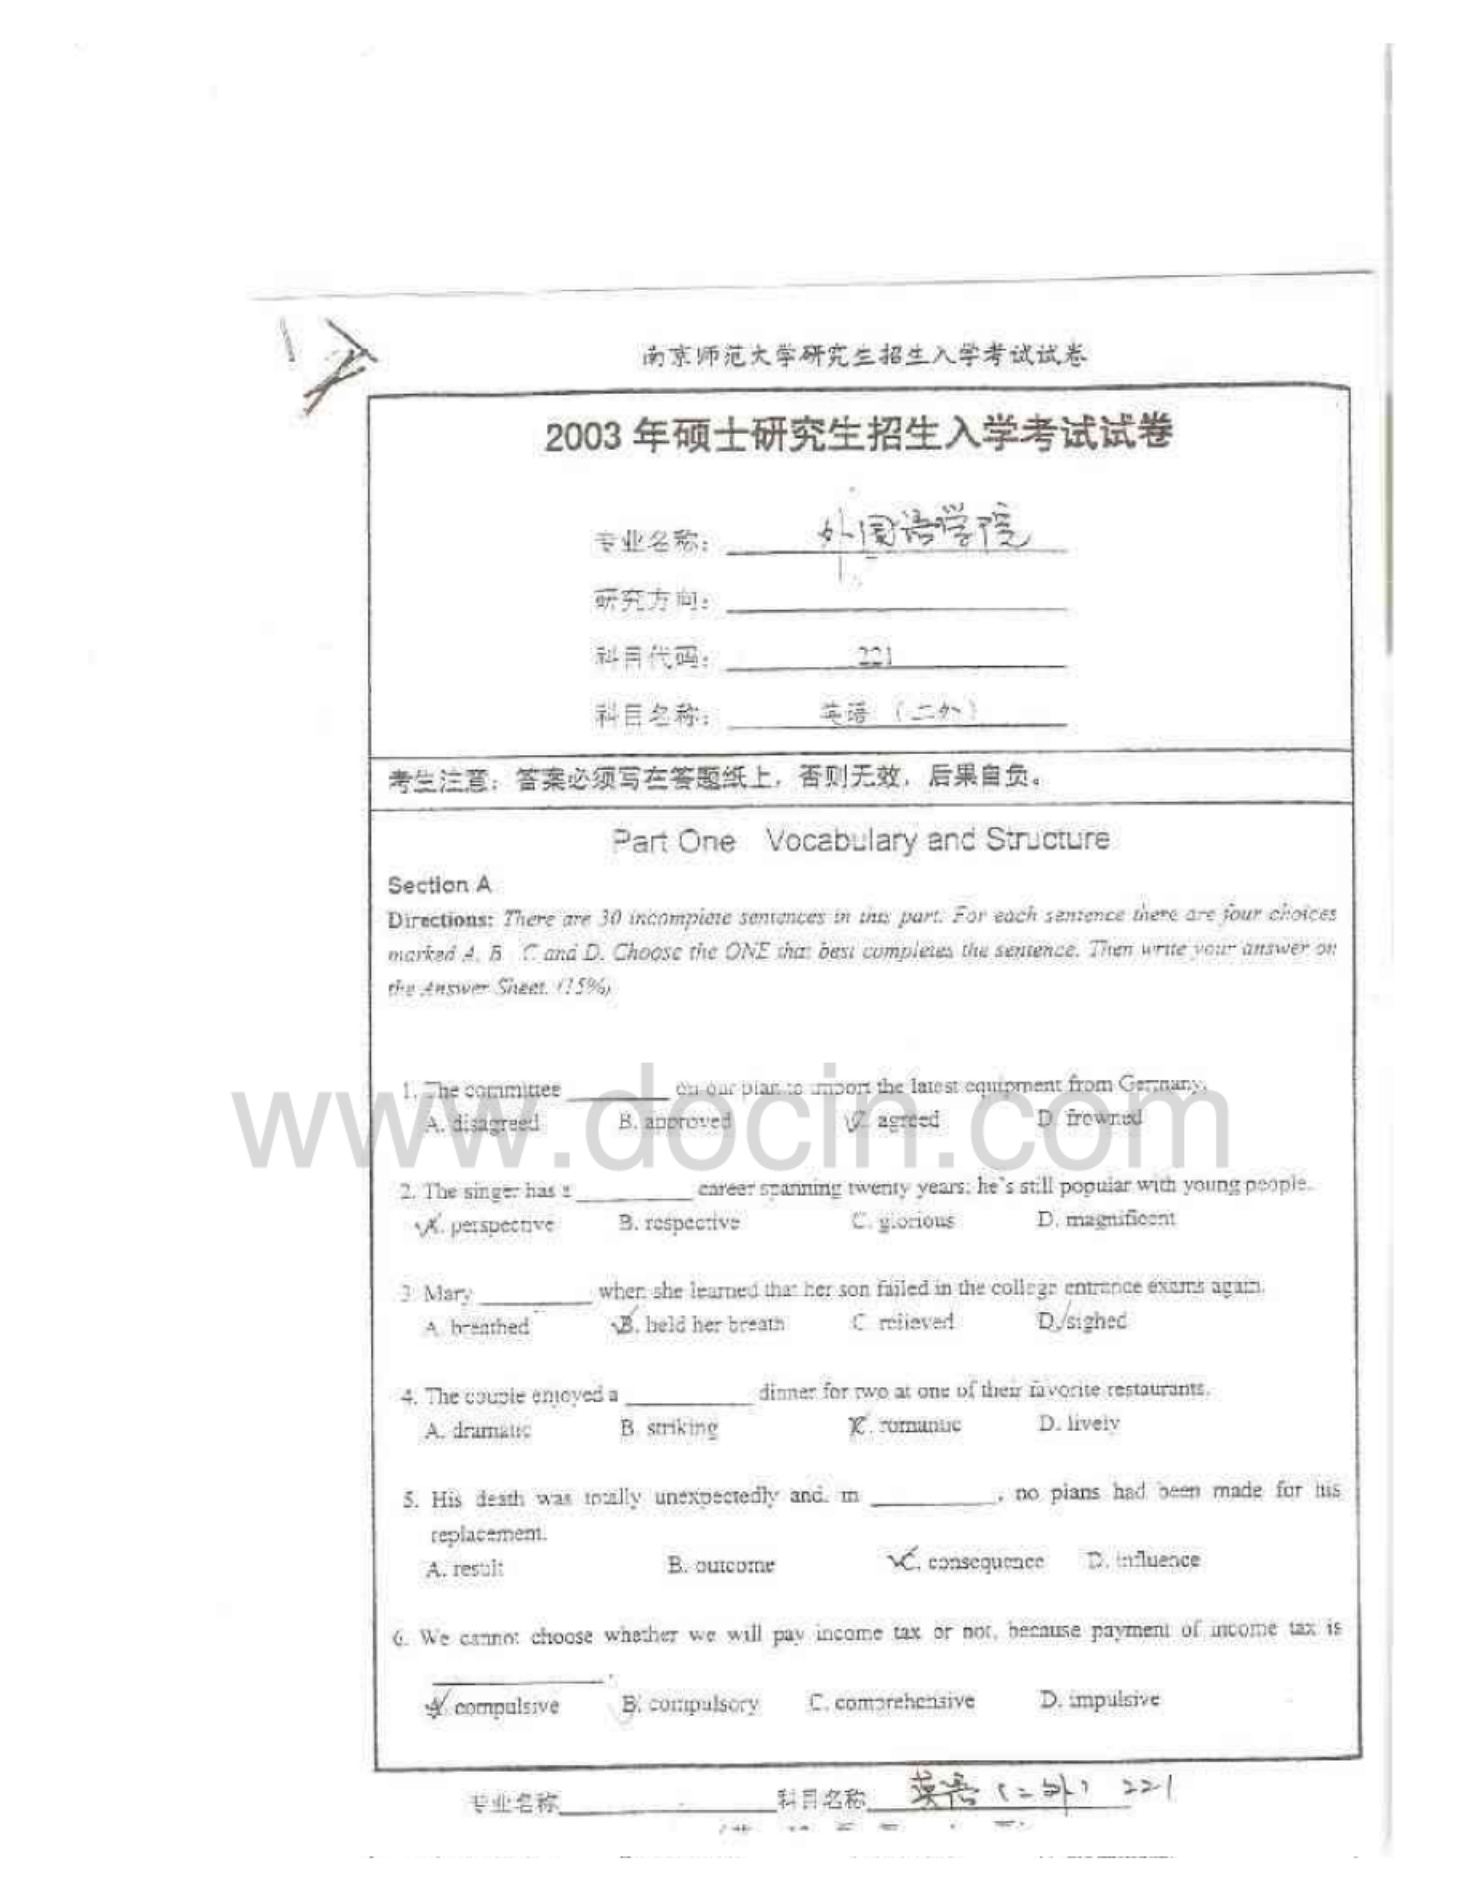 南京师范大学研究生招生入学考试试卷
2003 年硕士研究生招生入学考试试卷
专业名称: 外国语学院
研究方向:
科目代码: 221
科目名称: 英语 (二外)
考生注意: 答案必须写在答题纸上, 否则无效, 后果自负。
Part One Vocabulary and Structure
Section A
Directions: There are 30 incomplete sentences in this part. For each sentence there are four choices
marked A, B, C and D. Choose the ONE that best completes the sentence. Then write your answer on
the Answer Sheet. (15%)
1. The committee ________ on our plan to import the latest equipment from Germany.
A. disagreed B. approved C. agreed D. frowned
www.docin.com
2. The singer has a ________ career spanning twenty years; he's still popular with young people.
A. perspective B. respective C. glorious D. magnificent
3. Mary ________ when she learned that her son failed in the college entrance exams again.
A. breathed B. held her breath C. relieved D. sighed
4. The couple enjoyed a ________ dinner for two at one of their favorite restaurants.
A. dramatic B. striking C. romantic D. lively
5. His death was totally unexpectedly and, in ________, no plans had been made for his
replacement.
A. result B. outcome C. consequence D. influence
6. We cannot choose whether we will pay income tax or not, because payment of income tax is
________.
A. compulsive B. compulsory C. comprehensive D. impulsive
专业名称________ 科目名称 英语 (二外) 221